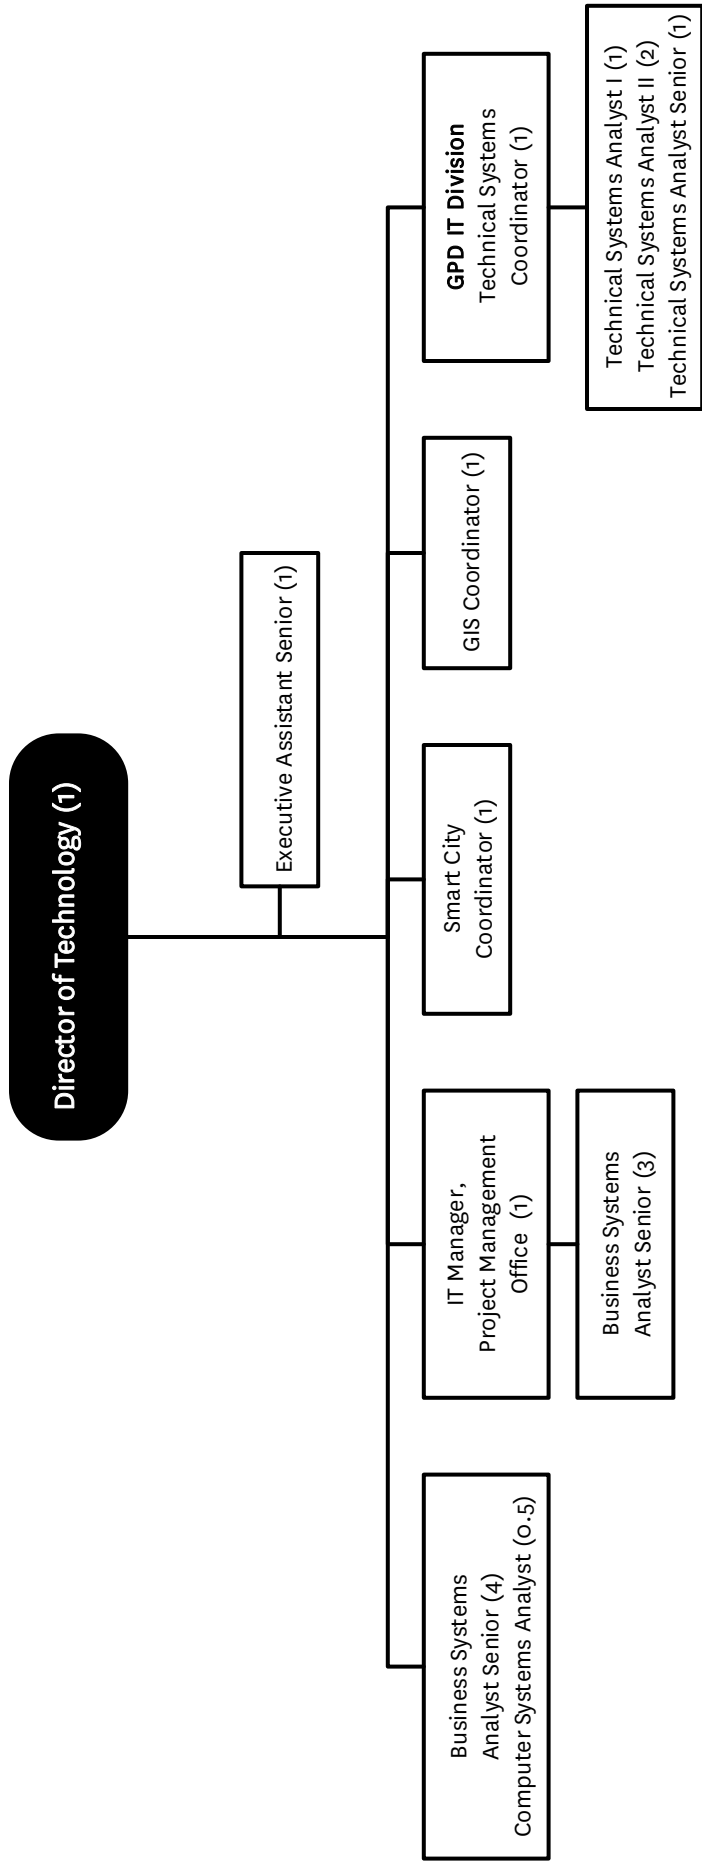 Director of Technology (1)
Executive Assistant Senior (1)
Business Systems
Analyst Senior (4)
Computer Systems Analyst (0.5)
IT Manager,
Project Management
Office (1)
Business Systems
Analyst Senior (3)
Smart City
Coordinator (1)
GIS Coordinator (1)
GPD IT Division
Technical Systems
Coordinator (1)
Technical Systems Analyst I (1)
Technical Systems Analyst II (2)
Technical Systems Analyst Senior (1)